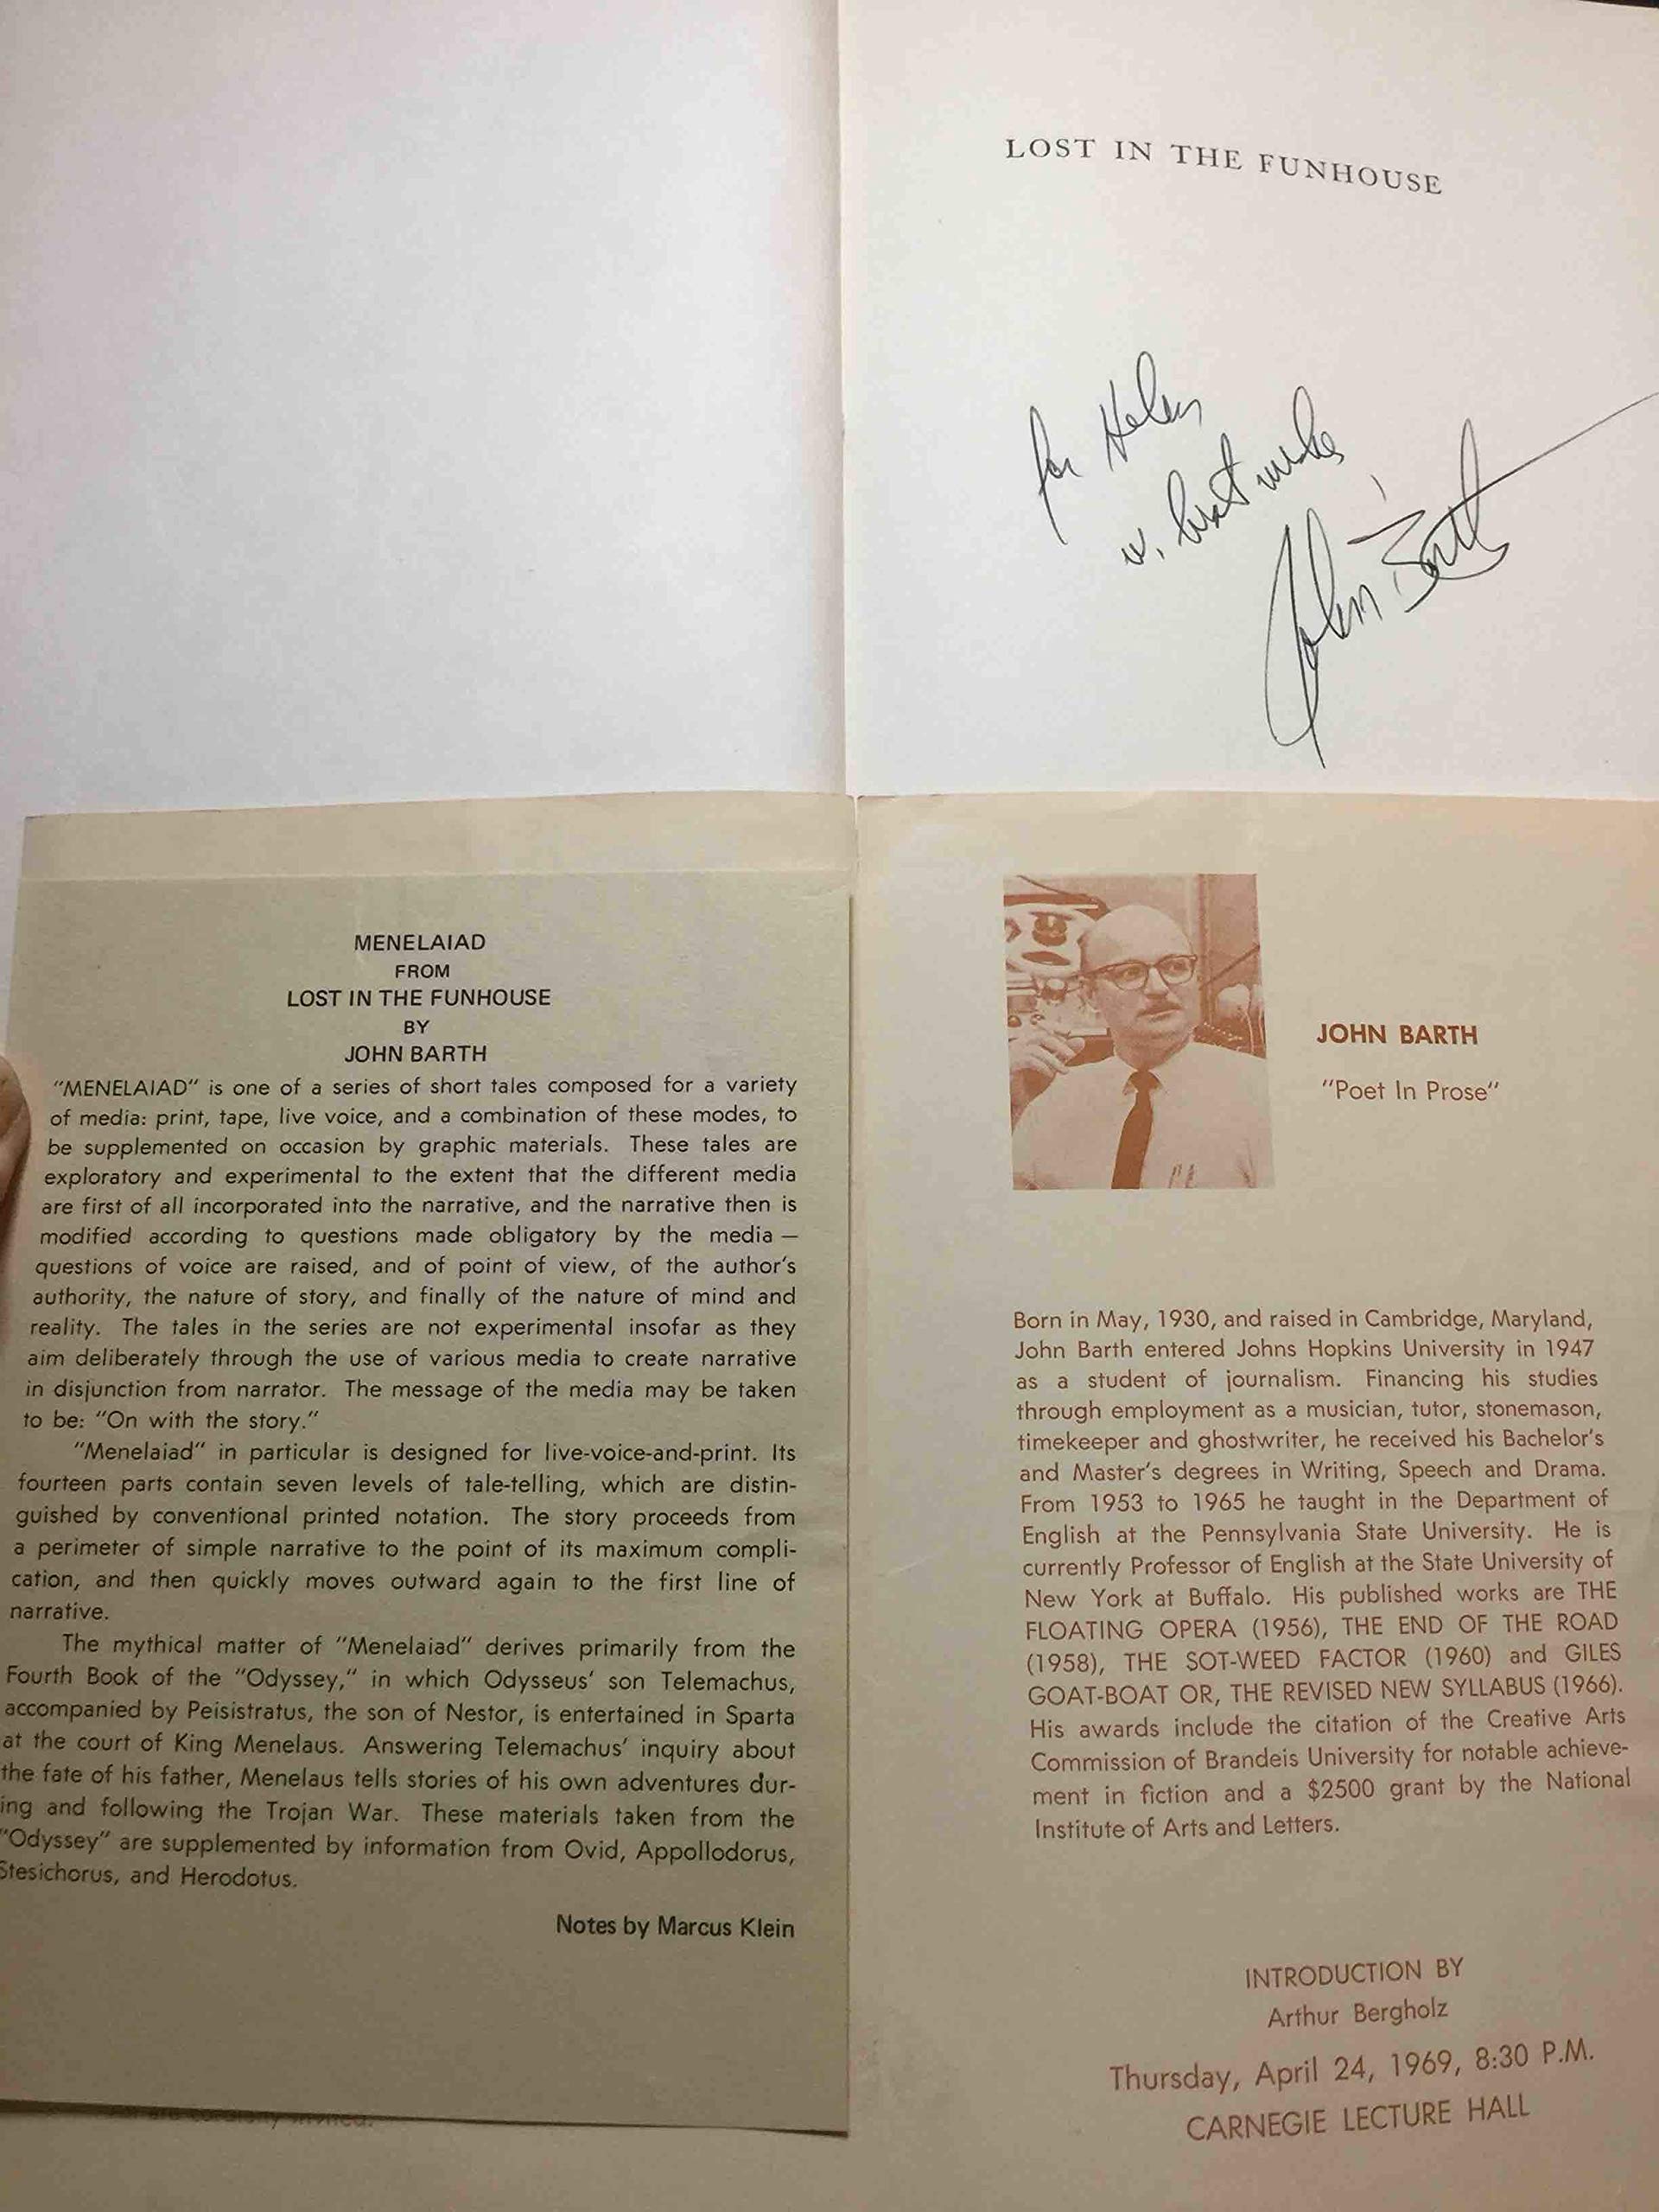 LOST IN THE FUNHOUSE
for Helen
w. best wishes
John Barth
MENELAIAD
FROM
LOST IN THE FUNHOUSE
BY
JOHN BARTH
"MENELAIAD" is one of a series of short tales composed for a variety
of media: print, tape, live voice, and a combination of these modes, to
be supplemented on occasion by graphic materials. These tales are
exploratory and experimental to the extent that the different media
are first of all incorporated into the narrative, and the narrative then is
modified according to questions made obligatory by the media —
questions of voice are raised, and of point of view, of the author's
authority, the nature of story, and finally of the nature of mind and
reality. The tales in the series are not experimental insofar as they
aim deliberately through the use of various media to create narrative
in disjunction from narrator. The message of the media may be taken
to be: "On with the story."
"Menelaiad" in particular is designed for live-voice-and-print. Its
fourteen parts contain seven levels of tale-telling, which are distin-
guished by conventional printed notation. The story proceeds from
a perimeter of simple narrative to the point of its maximum compli-
cation, and then quickly moves outward again to the first line of
narrative.
The mythical matter of "Menelaiad" derives primarily from the
Fourth Book of the "Odyssey," in which Odysseus' son Telemachus,
accompanied by Peisistratus, the son of Nestor, is entertained in Sparta
at the court of King Menelaus. Answering Telemachus' inquiry about
the fate of his father, Menelaus tells stories of his own adventures dur-
ing and following the Trojan War. These materials taken from the
"Odyssey" are supplemented by information from Ovid, Appollodorus,
Stesichorus, and Herodotus.
Notes by Marcus Klein
are cordially invited.
JOHN BARTH
"Poet In Prose"
Born in May, 1930, and raised in Cambridge, Maryland,
John Barth entered Johns Hopkins University in 1947
as a student of journalism. Financing his studies
through employment as a musician, tutor, stonemason,
timekeeper and ghostwriter, he received his Bachelor's
and Master's degrees in Writing, Speech and Drama.
From 1953 to 1965 he taught in the Department of
English at the Pennsylvania State University. He is
currently Professor of English at the State University of
New York at Buffalo. His published works are THE
FLOATING OPERA (1956), THE END OF THE ROAD
(1958), THE SOT-WEED FACTOR (1960) and GILES
GOAT-BOAT OR, THE REVISED NEW SYLLABUS (1966).
His awards include the citation of the Creative Arts
Commission of Brandeis University for notable achieve-
ment in fiction and a $2500 grant by the National
Institute of Arts and Letters.
INTRODUCTION BY
Arthur Bergholz
Thursday, April 24, 1969, 8:30 P.M.
CARNEGIE LECTURE HALL